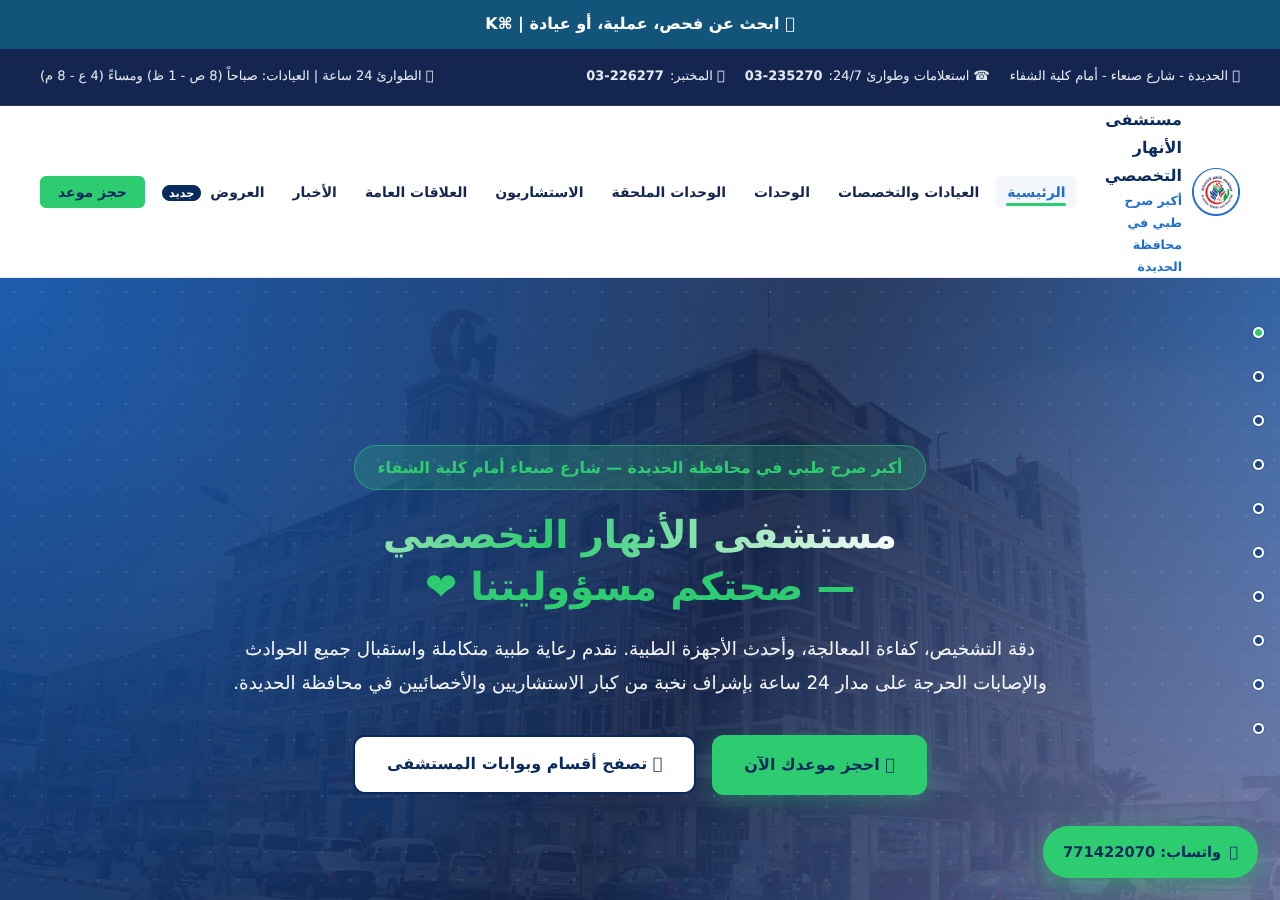 ابحث عن فحص، عملية، أو عيادة | ⌘K
الحديدة - شارع صنعاء - أمام كلية الشفاء
☎ استعلامات وطوارئ 24/7: 03-235270
المختبر: 03-226277
الطوارئ 24 ساعة | العيادات: صباحاً (8 ص - 1 ظ) ومساءً (4 ع - 8 م)
مستشفى
الأنهار
التخصصي
أكبر صرح
طبي في
محافظة
الحديدة
الرئيسية
العيادات والتخصصات
الوحدات
الوحدات الملحقة
الاستشاريون
العلاقات العامة
الأخبار
العروض جديد
حجز موعد
أكبر صرح طبي في محافظة الحديدة — شارع صنعاء أمام كلية الشفاء
مستشفى الأنهار التخصصي
— صحتكم مسؤوليتنا ❤
دقة التشخيص، كفاءة المعالجة، وأحدث الأجهزة الطبية. نقدم رعاية طبية متكاملة واستقبال جميع الحوادث
والإصابات الحرجة على مدار 24 ساعة بإشراف نخبة من كبار الاستشاريين والأخصائيين في محافظة الحديدة.
احجز موعدك الآن
تصفح أقسام وبوابات المستشفى
واتساب: 771422070